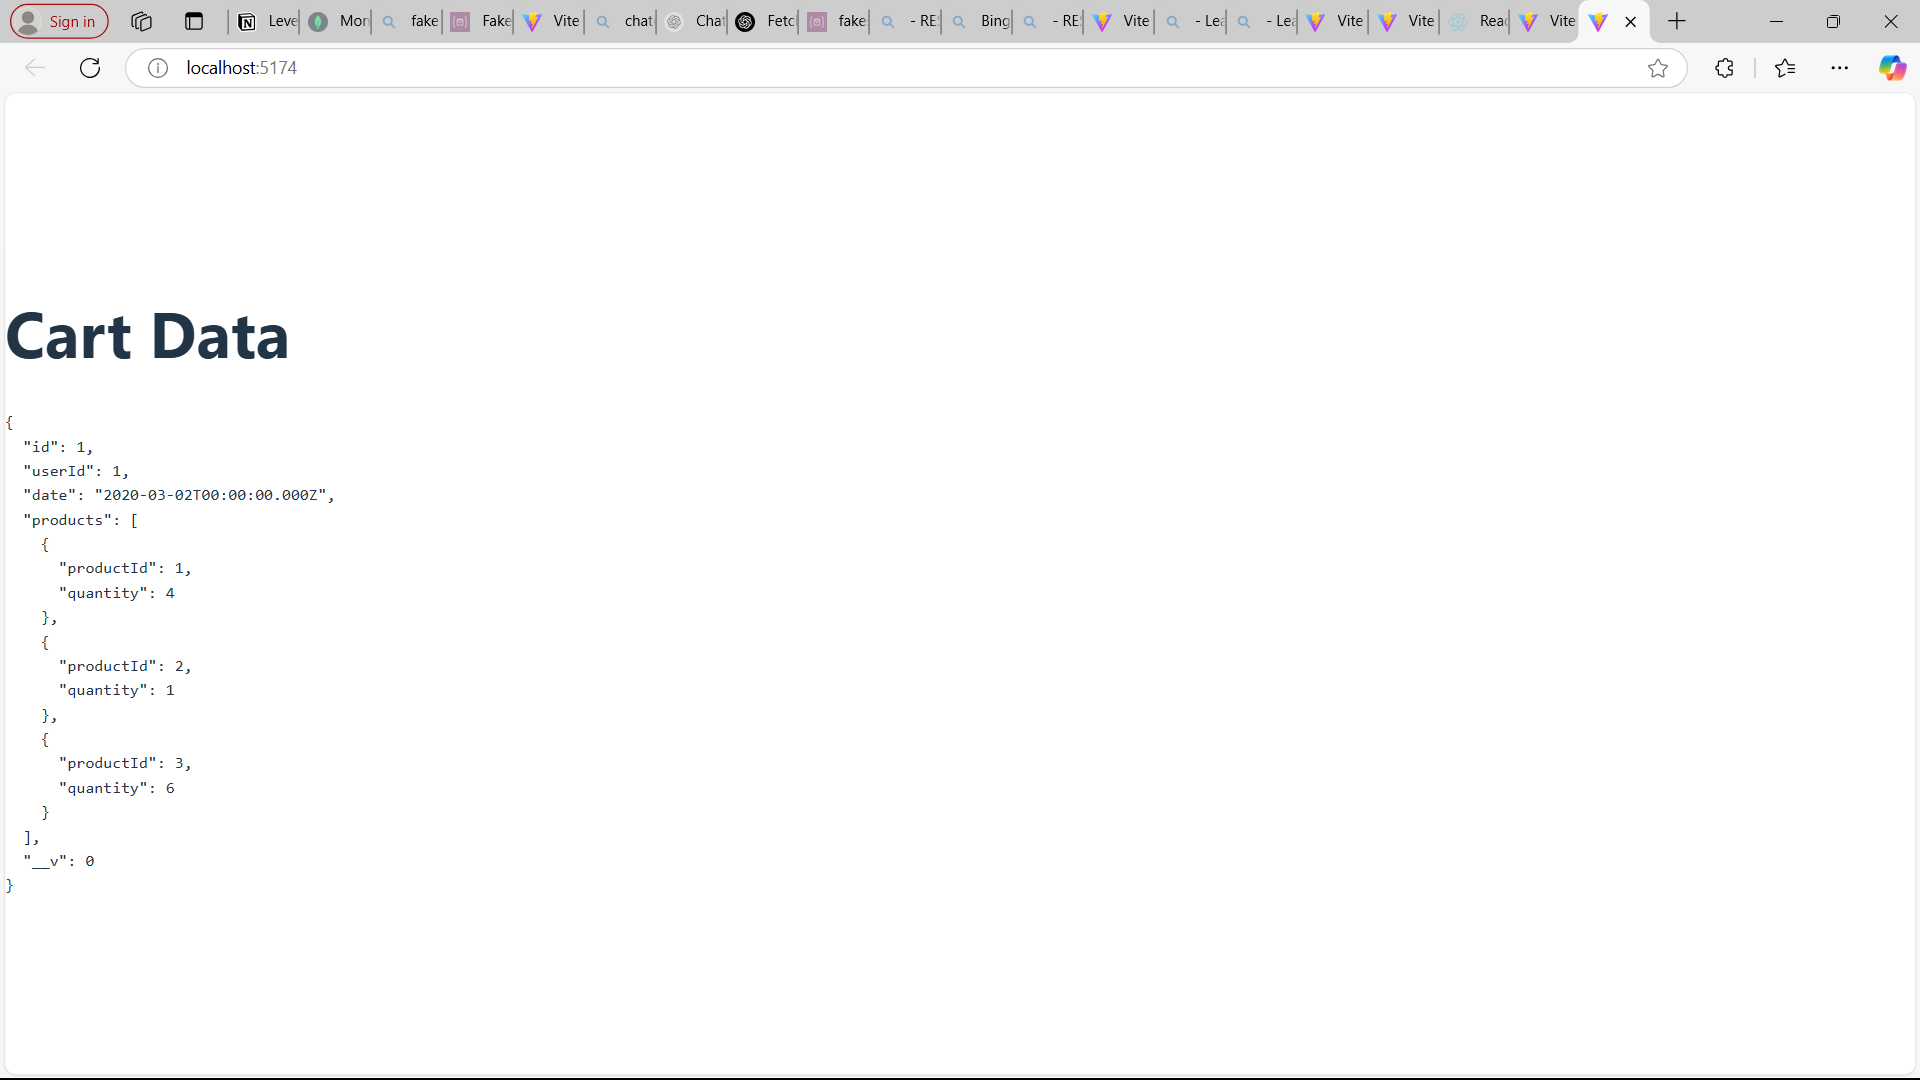 Sign in
Leve
Mon
fake
Fake
Vite
chat
Chat
Fetc
fake
- RE
Bing
- RE
Vite
- Lea
- Lea
Vite
Vite
Reac
Vite
localhost:5174
Cart Data
{
  "id": 1,
  "userId": 1,
  "date": "2020-03-02T00:00:00.000Z",
  "products": [
    {
      "productId": 1,
      "quantity": 4
    },
    {
      "productId": 2,
      "quantity": 1
    },
    {
      "productId": 3,
      "quantity": 6
    }
  ],
  "__v": 0
}